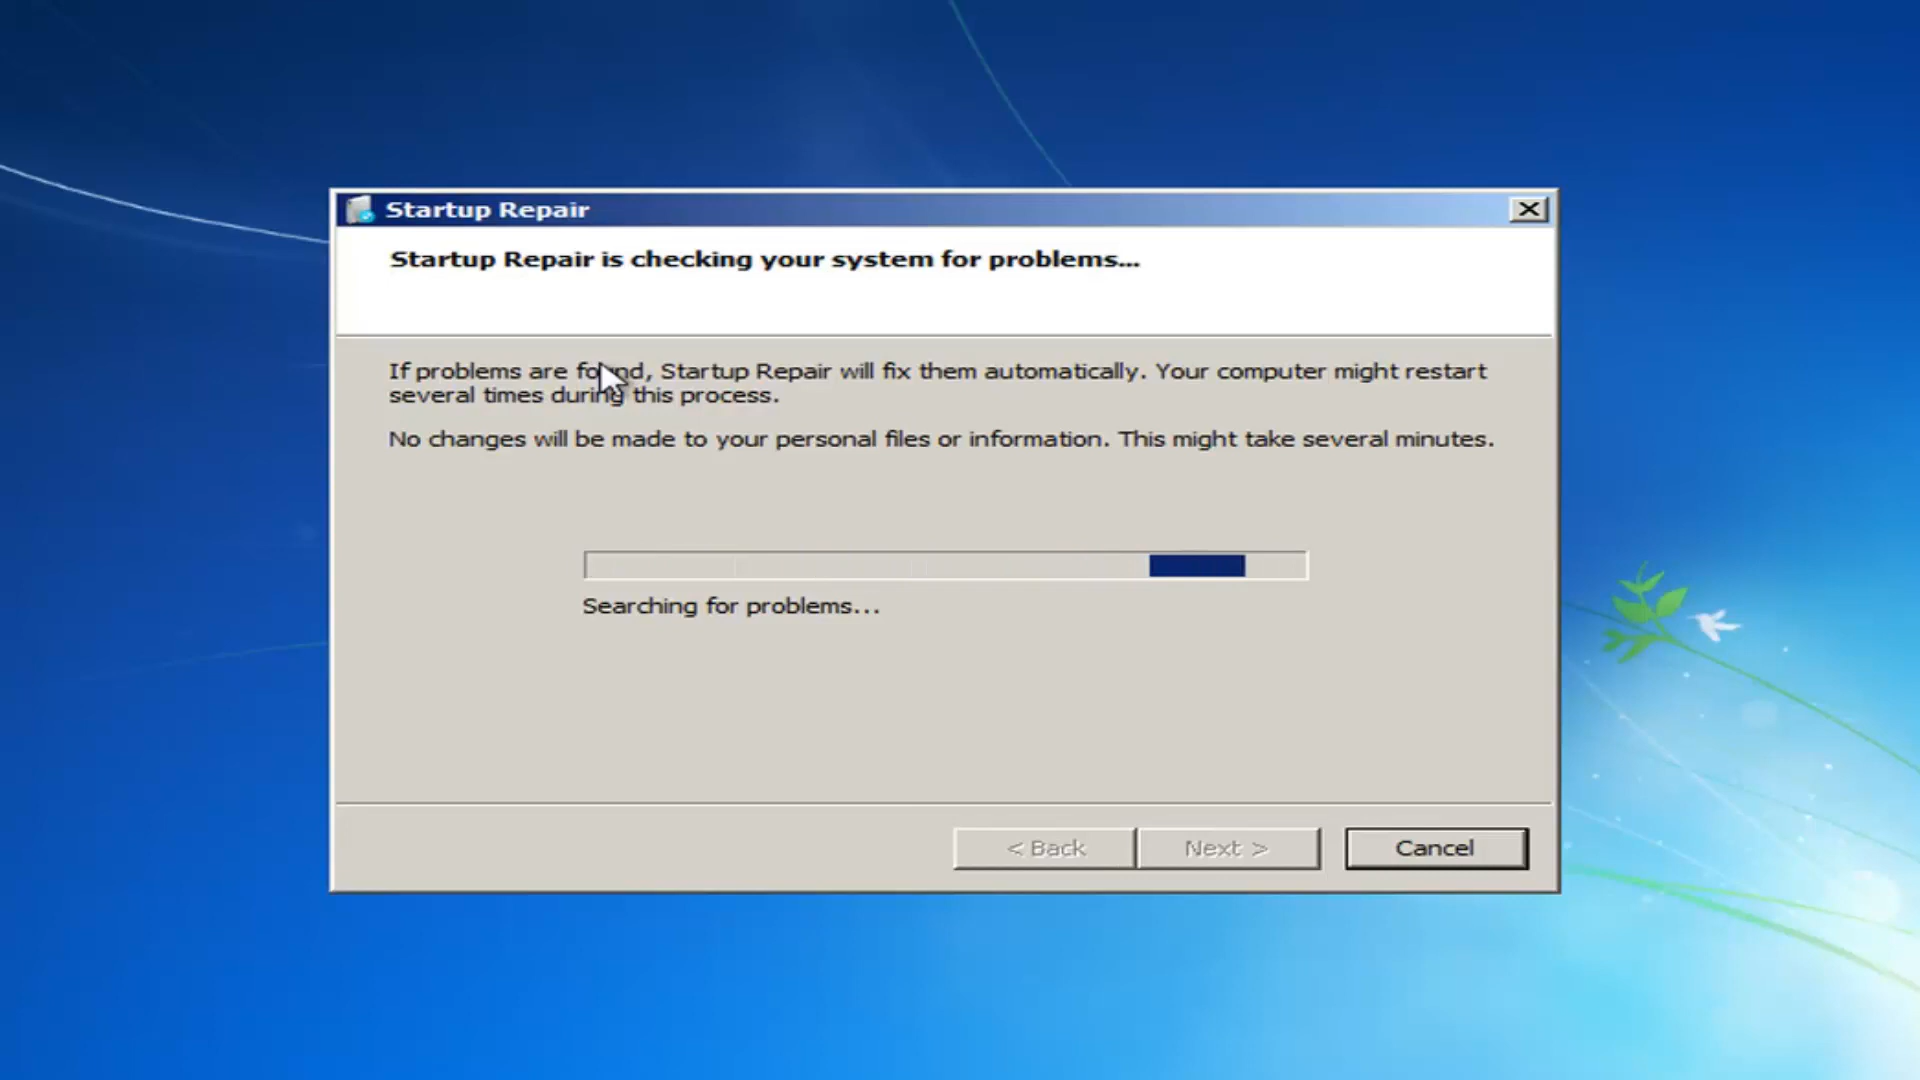 Startup Repair
Startup Repair is checking your system for problems...
If problems are found, Startup Repair will fix them automatically. Your computer might restart
several times during this process.
No changes will be made to your personal files or information. This might take several minutes.
Searching for problems...
< Back
Next >
Cancel